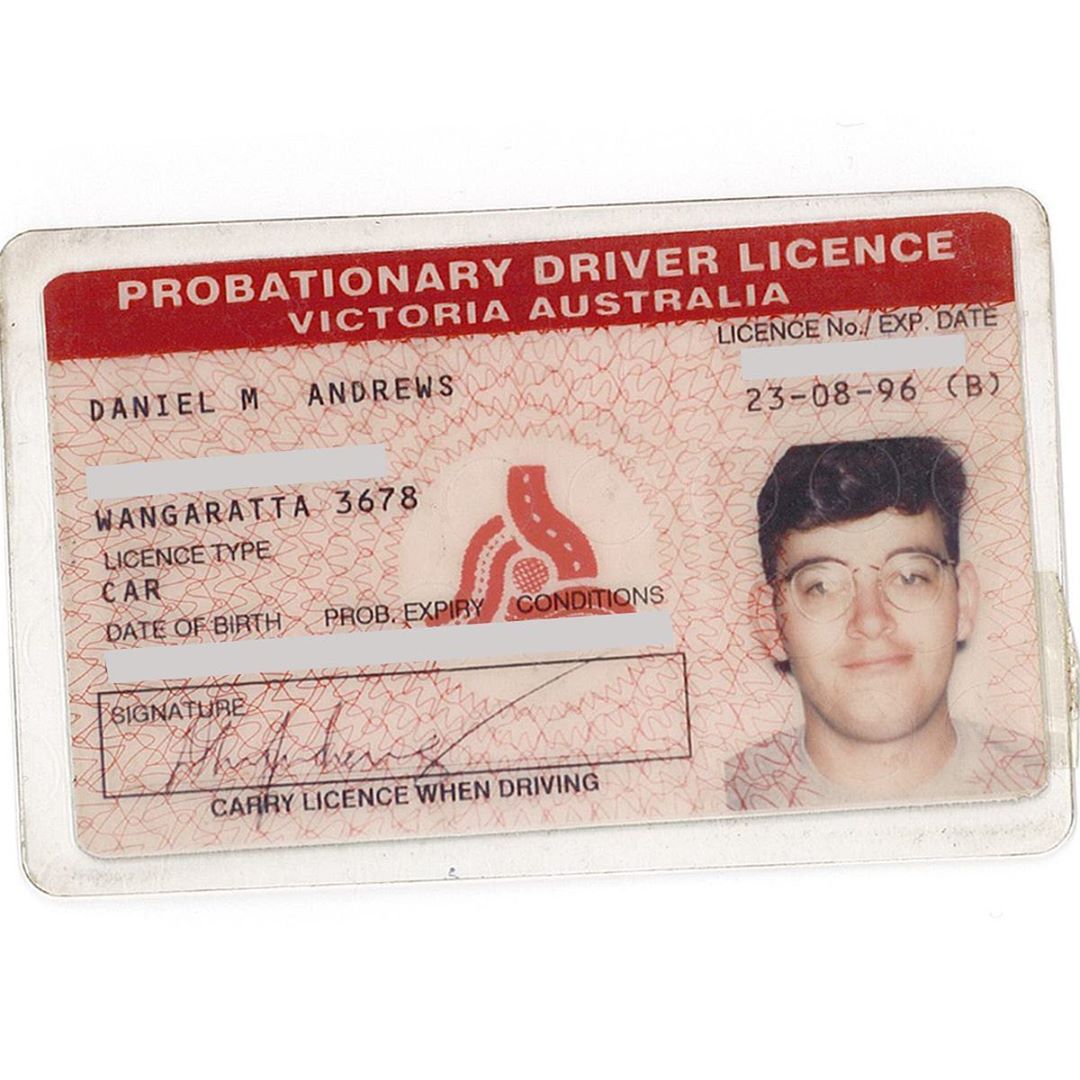 PROBATIONARY DRIVER LICENCE
VICTORIA AUSTRALIA
LICENCE No./ EXP. DATE
23-08-96 (B)
DANIEL M ANDREWS
WANGARATTA 3678
LICENCE TYPE
CAR
DATE OF BIRTH PROB. EXPIRY CONDITIONS
SIGNATURE
CARRY LICENCE WHEN DRIVING